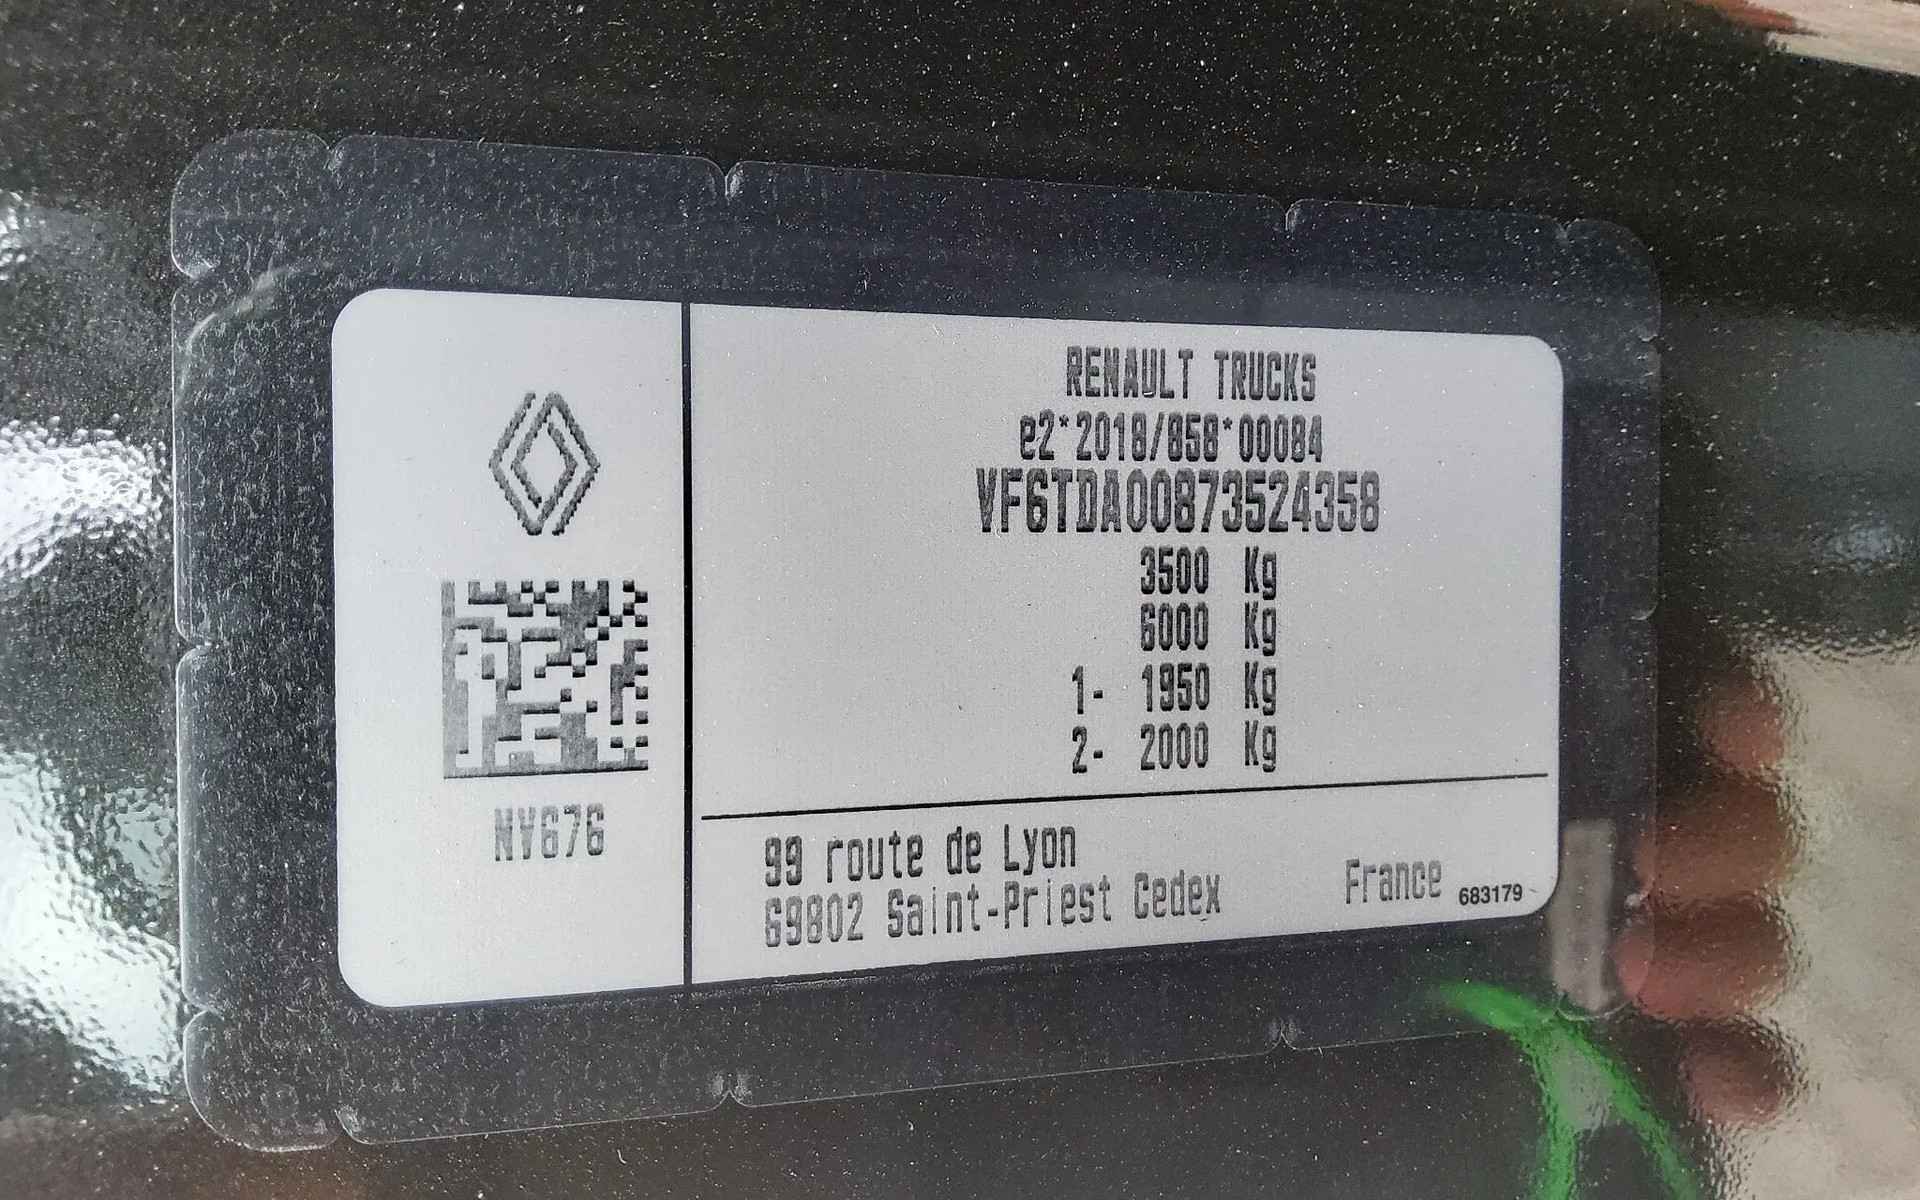 RENAULT TRUCKS
e2*2018/858*00084
VF6TDA00873524358
3500 Kg
6000 Kg
1- 1950 Kg
2- 2000 Kg
NV676
99 route de Lyon
69802 Saint-Priest Cedex France 683179